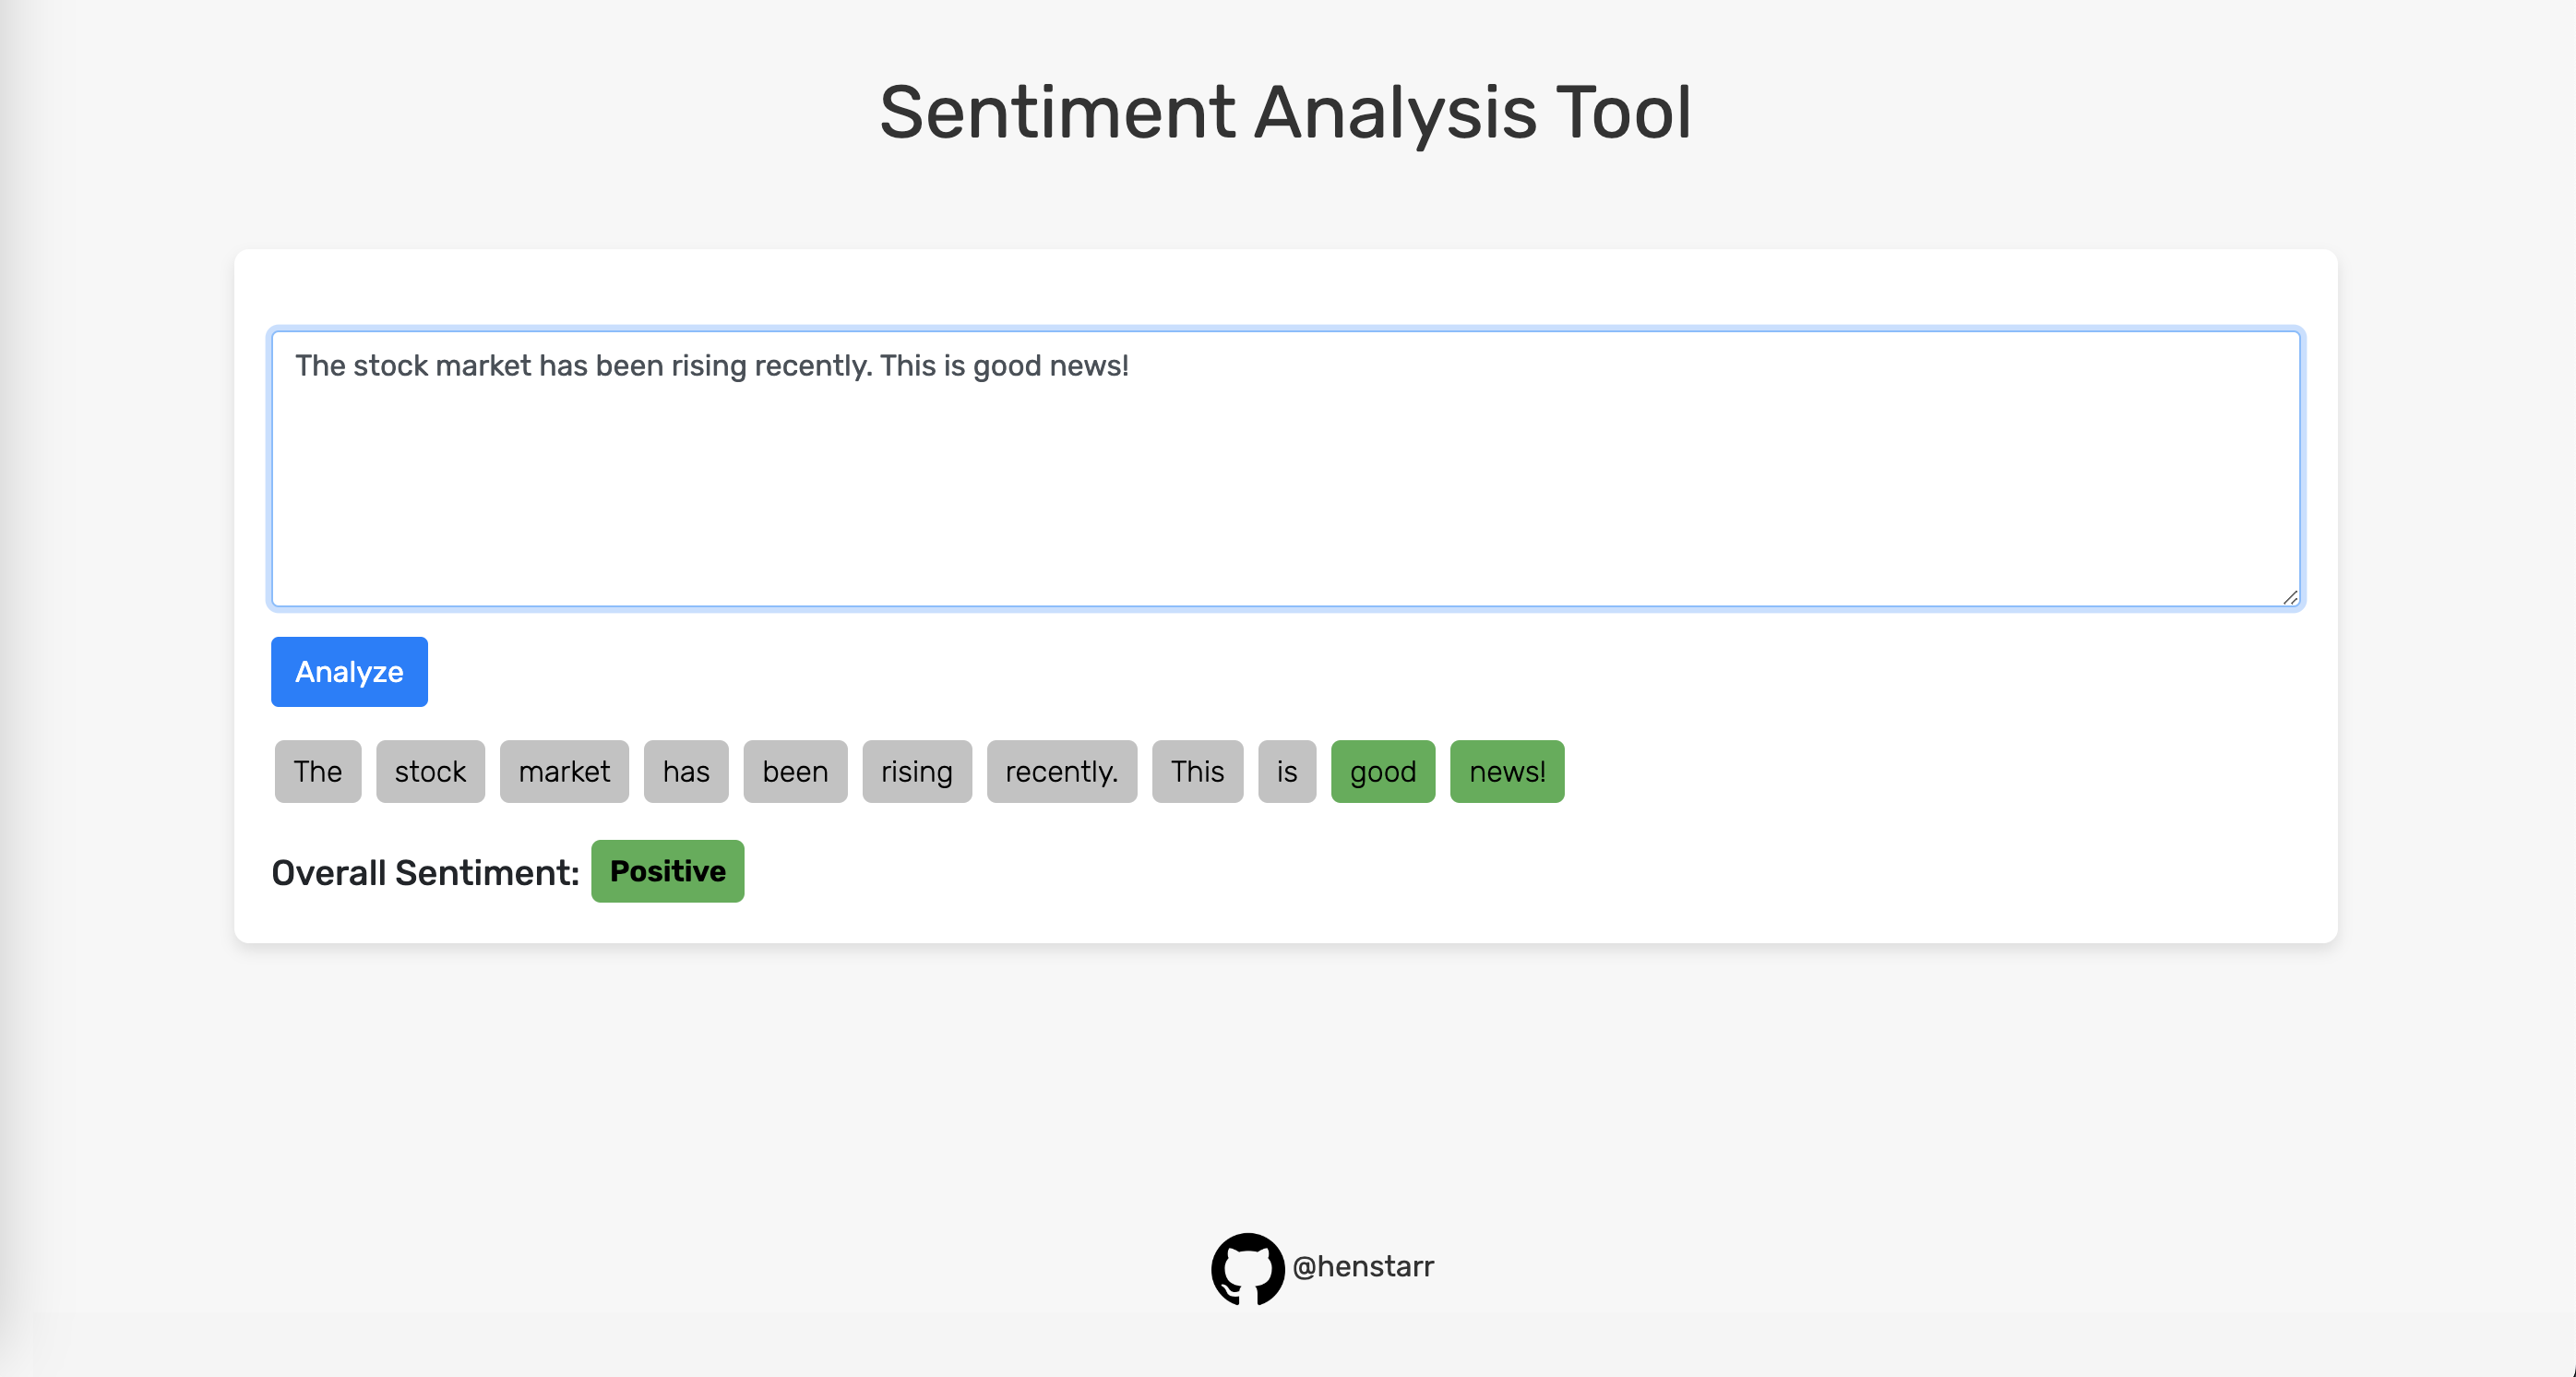 Sentiment Analysis Tool
The stock market has been rising recently. This is good news!
Analyze
The stock market has been rising recently. This is good news!
Overall Sentiment: Positive
@henstarr